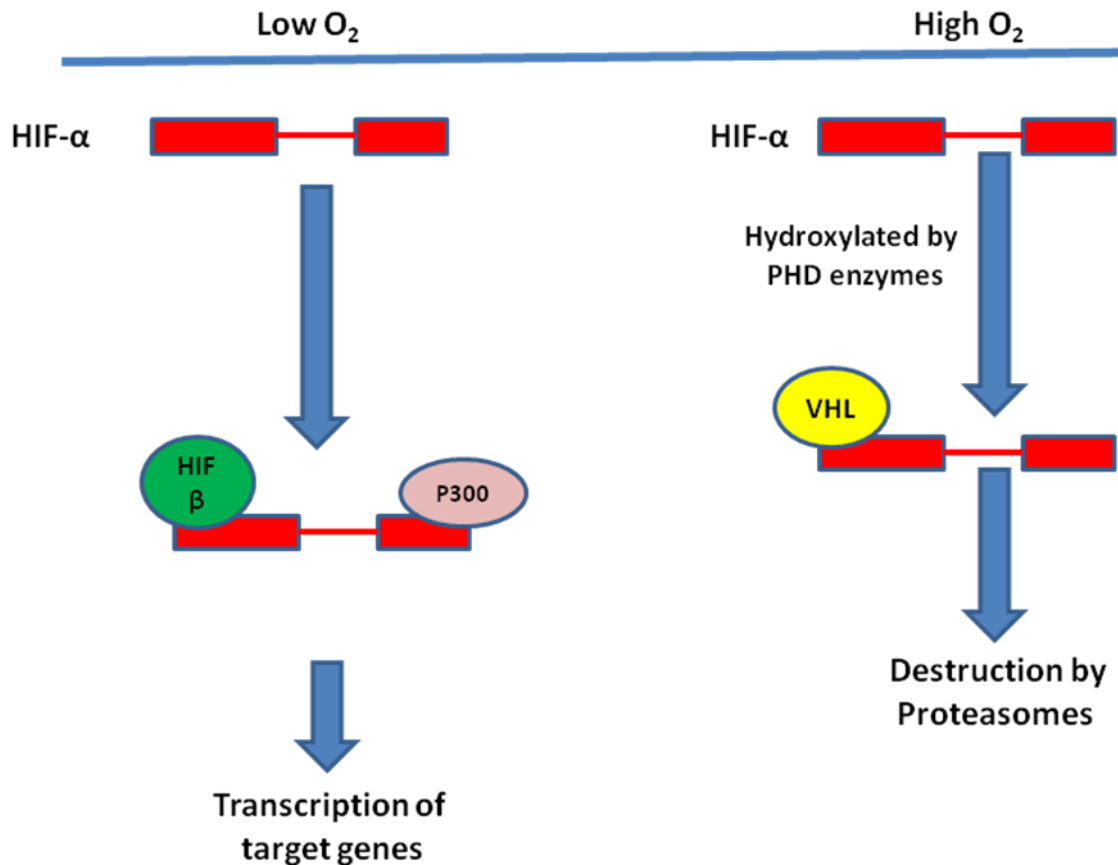 Low O₂
High O₂
HIF-α
HIF-α
Hydroxylated by
PHD enzymes
VHL
HIF
β
P300
Destruction by
Proteasomes
Transcription of
target genes